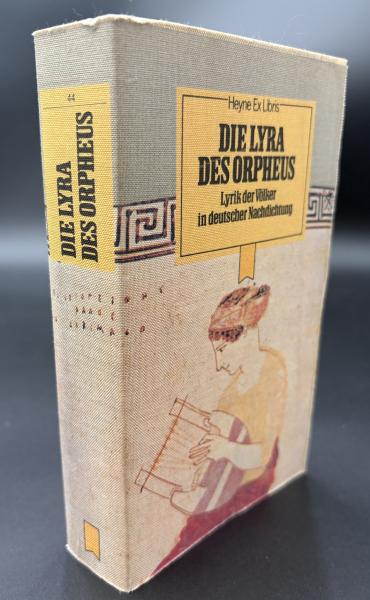 44
DIE LYRA
DES ORPHEUS
Heyne Ex Libris
DIE LYRA
DES ORPHEUS
Lyrik der Völker
in deutscher Nachdichtung